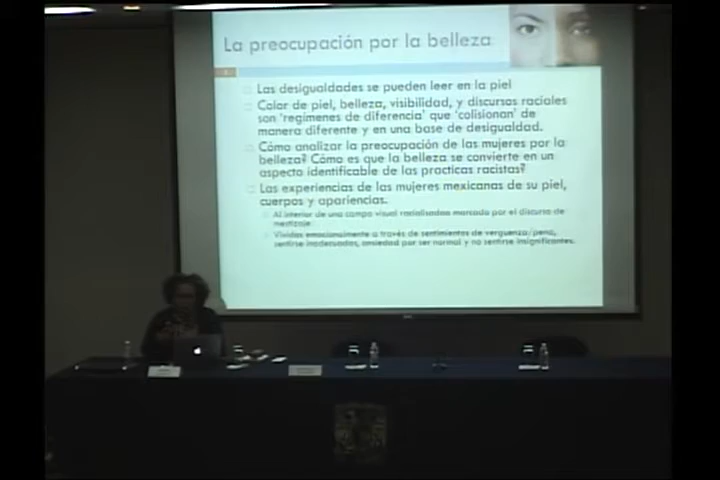 La preocupación por la belleza
Las desigualdades se pueden leer en la piel
Color de piel, belleza, visibilidad, y discursos raciales
son 'regímenes de diferencia' que 'colisionan' de
manera diferente y en una base de desigualdad.
Cómo analizar la preocupación de las mujeres por la
belleza? Cómo es que la belleza se convierte en un
aspecto identificable de las practicas racistas?
Las experiencias de las mujeres mexicanas de su piel,
cuerpos y apariencias.
Al interior de una campo visual racializados marcado por el discurso de
mestizaje
Vividas emocionalmente a través de sentimientos de verguenza/pena,
sentirse inadecuadas, ansiedad por ser normal y no sentirse insignificantes.